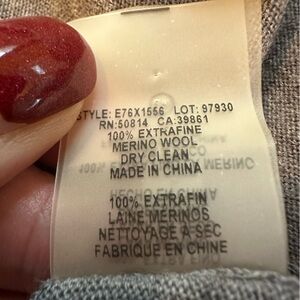 STYLE: E76X1556 LOT: 97930
RN:50814 CA:39861
100% EXTRAFINE
MERINO WOOL
DRY CLEAN
MADE IN CHINA
100% EXTRAFIN
LAINE MERINOS
NETTOYAGE A-SEC
FABRIQUE EN CHINE